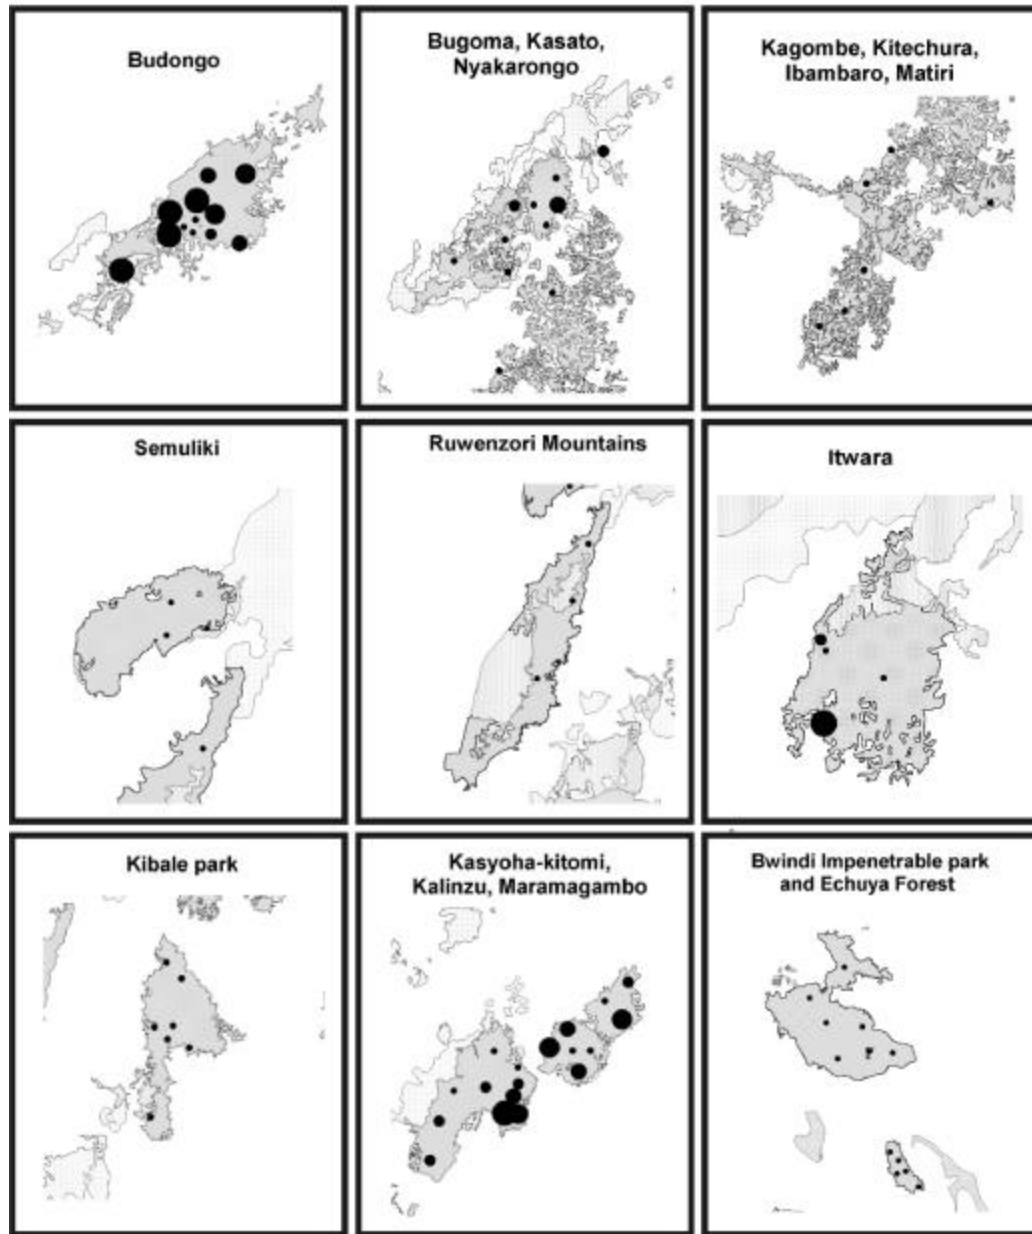 Budongo
Bugoma, Kasato,
Nyakarongo
Kagombe, Kitechura,
Ibambaro, Matiri
Semuliki
Ruwenzori Mountains
Itwara
Kibale park
Kasyoha-kitomi,
Kalinzu, Maramagambo
Bwindi Impenetrable park
and Echuya Forest